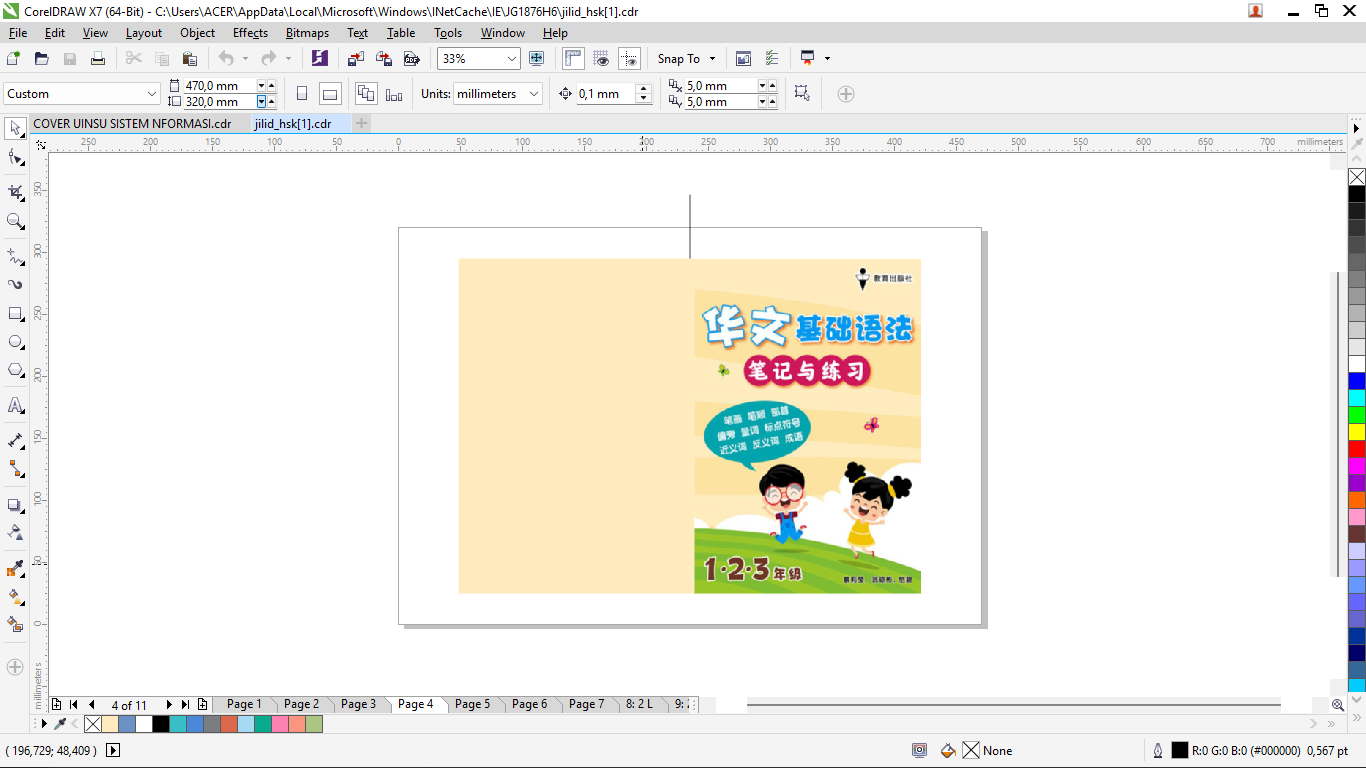 CorelDRAW X7 (64-Bit) - C:\Users\ACER\AppData\Local\Microsoft\Windows\INetCache\IE\JG1876H6\jilid_hsk[1].cdr
File Edit View Layout Object Effects Bitmaps Text Table Tools Window Help
33% Snap To
Custom 470,0 mm 320,0 mm Units: millimeters 0,1 mm 5,0 mm 5,0 mm
COVER UINSU SISTEM NFORMASI.cdr jilid_hsk[1].cdr
250 200 150 100 50 0 50 100 150 200 250 300 350 400 450 500 550 600 650 700 millimeters
350
300
250
200
150
100
50
0
millimeters
教育出版社
华文 基础语法
笔记与练习
笔画 笔顺 部首
偏旁 量词 标点符号
近义词 反义词 成语
1·2·3 年级
4 of 11 Page 1 Page 2 Page 3 Page 4 Page 5 Page 6 Page 7 8: 2 L 9:
( 196,729; 48,409 ) None R:0 G:0 B:0 (#000000) 0,567 pt